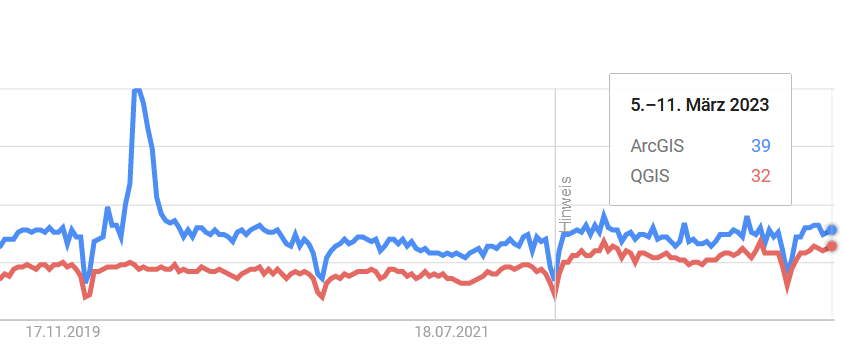 5.–11. März 2023
ArcGIS 39
QGIS 32
Hinweis
17.11.2019
18.07.2021